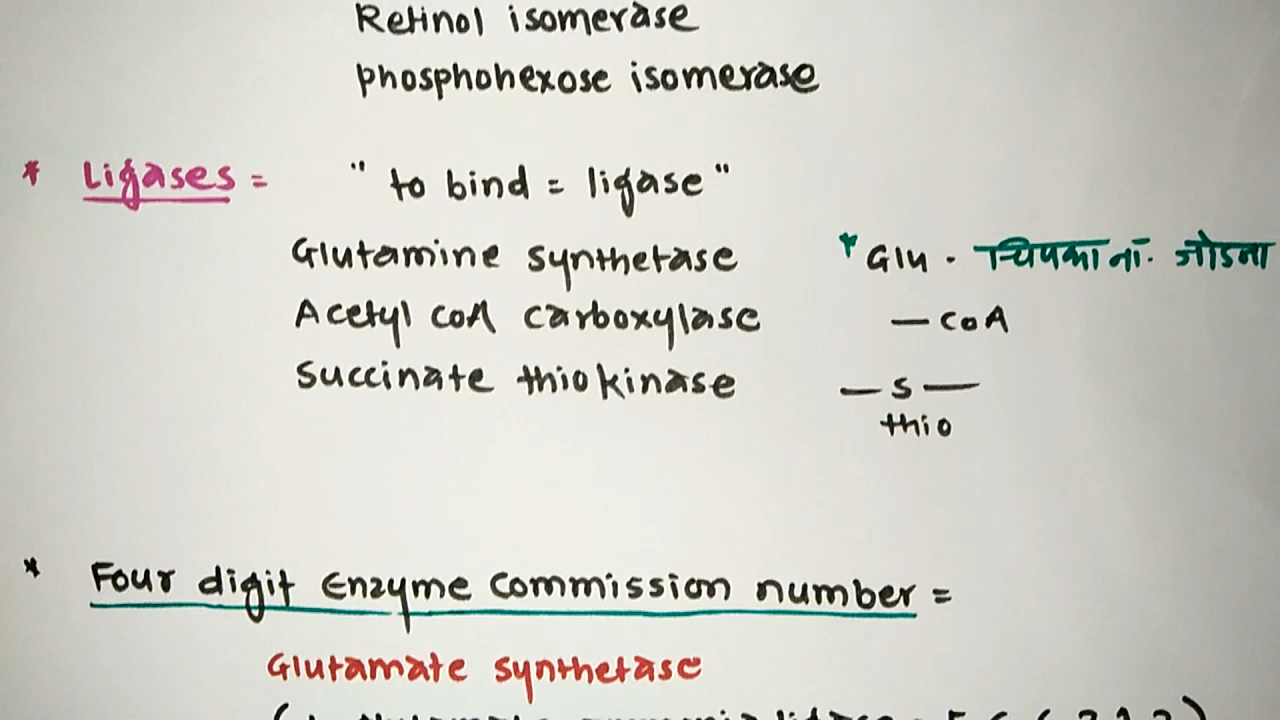 Retinol isomerase
phosphohexose isomerase
* Ligases = " to bind = ligase "
Glutamine synthetase * Glu - चिपकाना. जोडना
Acetyl coA carboxylase — CoA
Succinate thiokinase — S —
thio
* Four digit Enzyme Commission number =
Glutamate synthetase